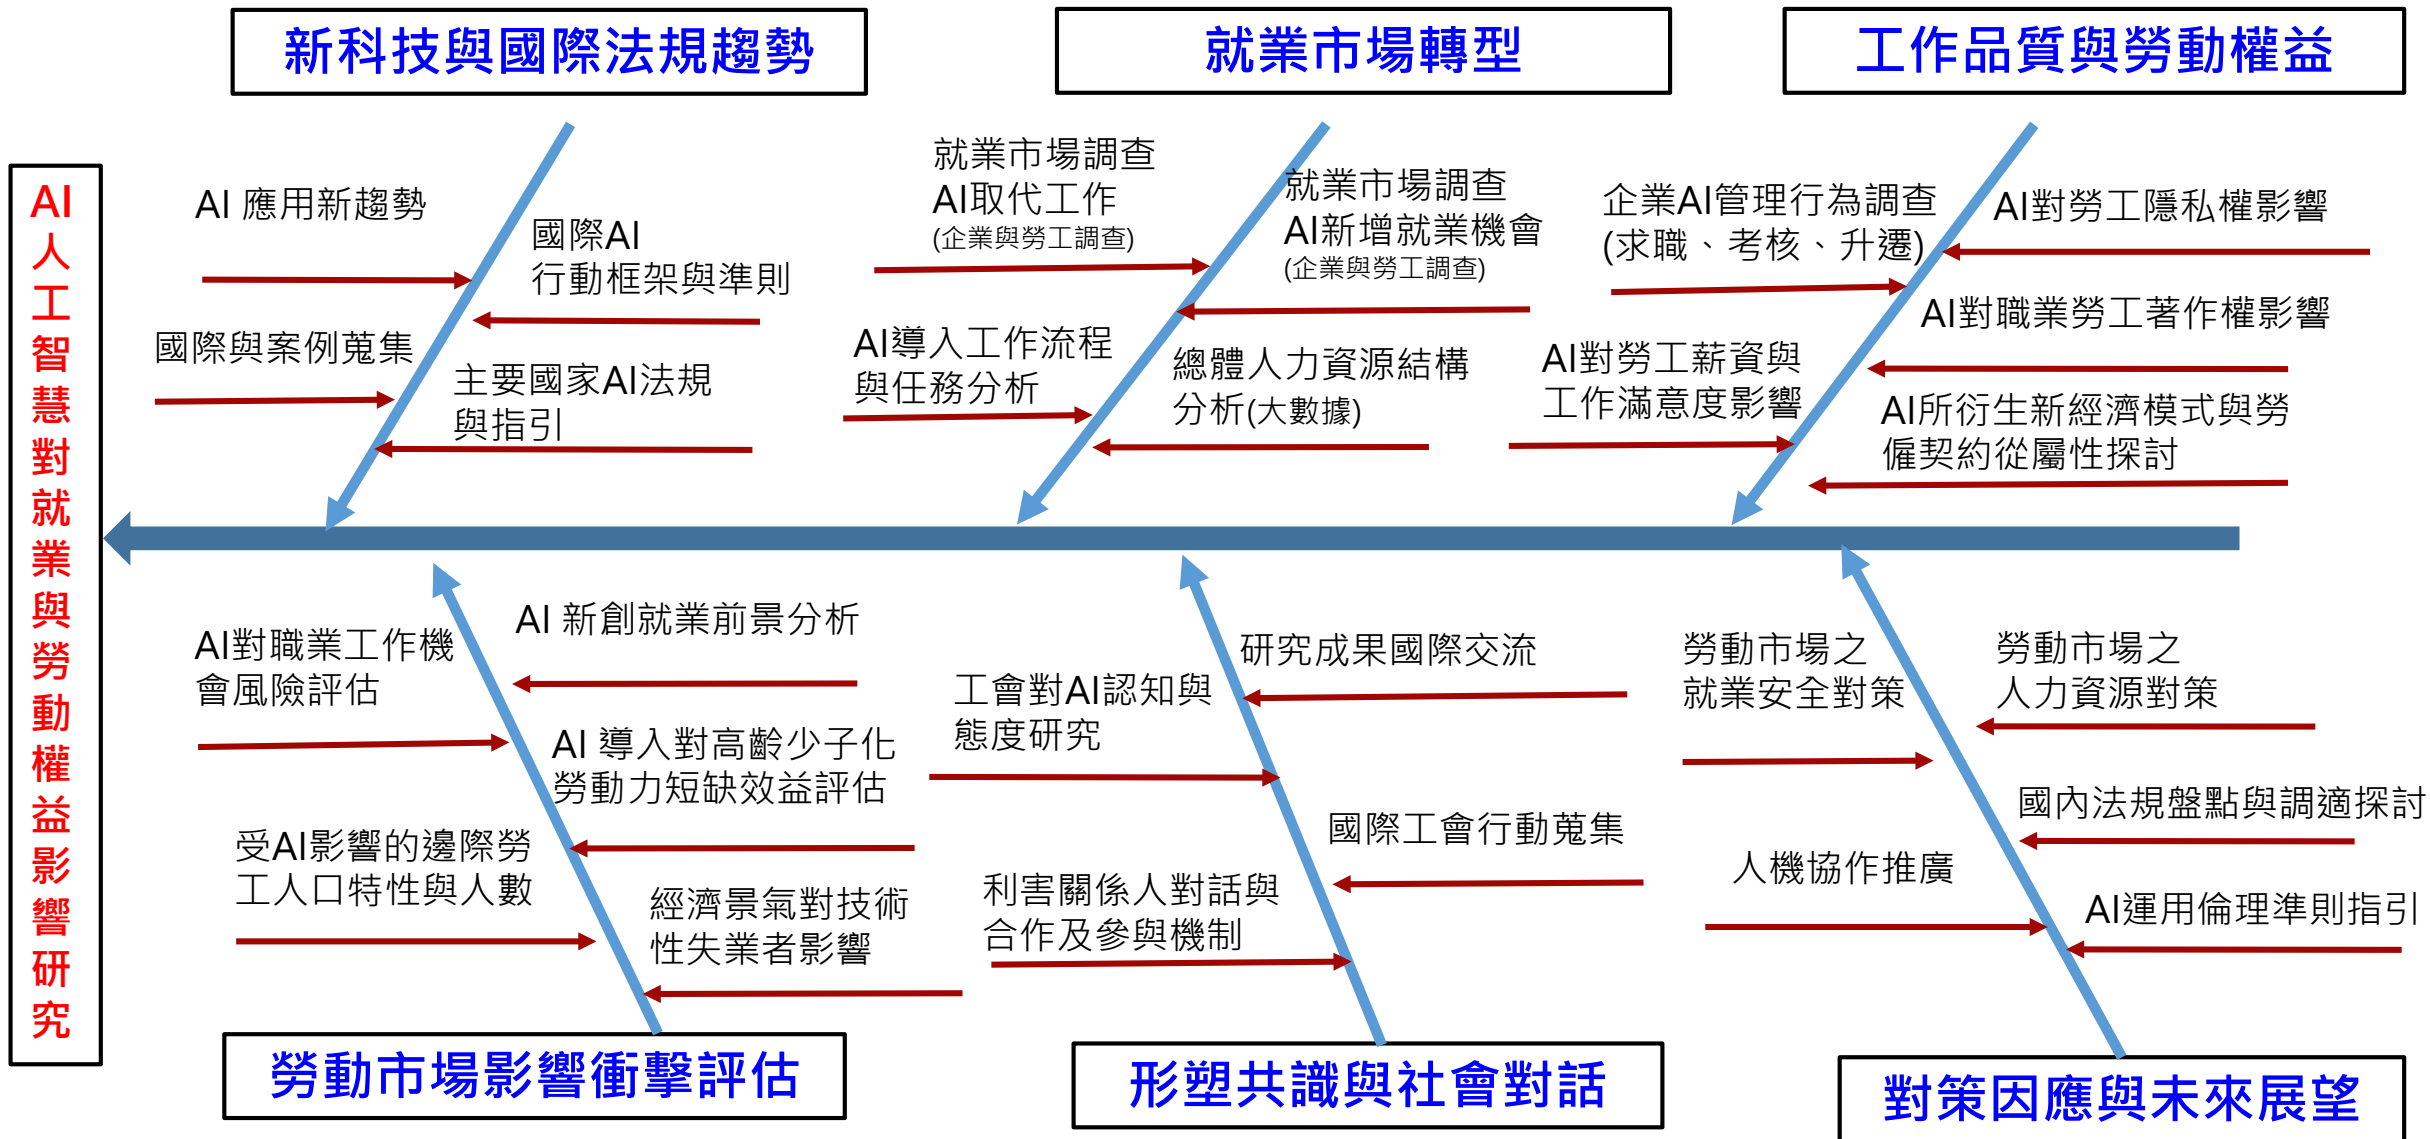 新科技與國際法規趨勢
就業市場轉型
工作品質與勞動權益
AI人工智慧對就業與勞動權益影響研究
AI 應用新趨勢
國際AI
行動框架與準則
國際與案例蒐集
主要國家AI法規
與指引
就業市場調查
AI取代工作
(企業與勞工調查)
就業市場調查
AI新增就業機會
(企業與勞工調查)
AI導入工作流程
與任務分析
總體人力資源結構
分析(大數據)
企業AI管理行為調查
(求職、考核、升遷)
AI對勞工隱私權影響
AI對職業勞工著作權影響
AI對勞工薪資與
工作滿意度影響
AI所衍生新經濟模式與勞
僱契約從屬性探討
AI對職業工作機
會風險評估
AI 新創就業前景分析
AI 導入對高齡少子化
勞動力短缺效益評估
受AI影響的邊際勞
工人口特性與人數
經濟景氣對技術
性失業者影響
研究成果國際交流
工會對AI認知與
態度研究
國際工會行動蒐集
利害關係人對話與
合作及參與機制
勞動市場之
就業安全對策
勞動市場之
人力資源對策
國內法規盤點與調適探討
人機協作推廣
AI運用倫理準則指引
勞動市場影響衝擊評估
形塑共識與社會對話
對策因應與未來展望